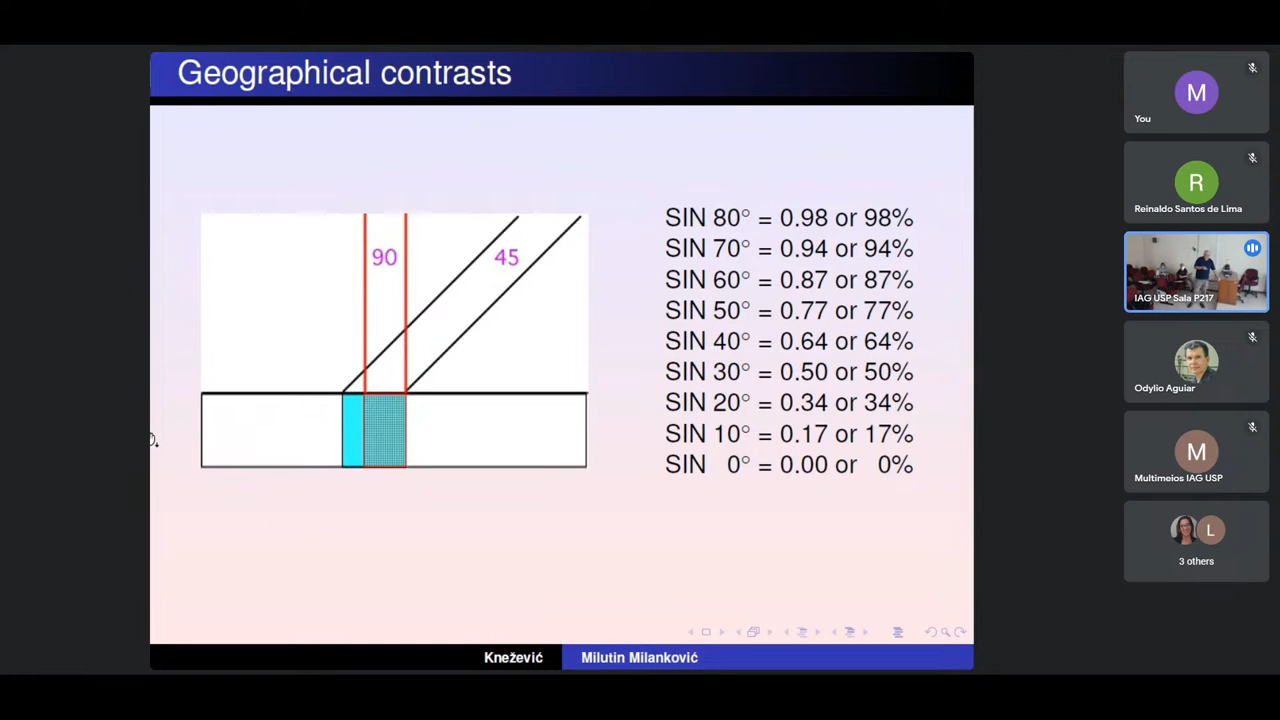 Geographical contrasts
90
45
SIN 80° = 0.98 or 98%
SIN 70° = 0.94 or 94%
SIN 60° = 0.87 or 87%
SIN 50° = 0.77 or 77%
SIN 40° = 0.64 or 64%
SIN 30° = 0.50 or 50%
SIN 20° = 0.34 or 34%
SIN 10° = 0.17 or 17%
SIN 0° = 0.00 or 0%
Knežević
Milutin Milanković
M
You
R
Reinaldo Santos de Lima
IAG USP Sala P217
Odylio Aguiar
M
Multimeios IAG USP
L
3 others